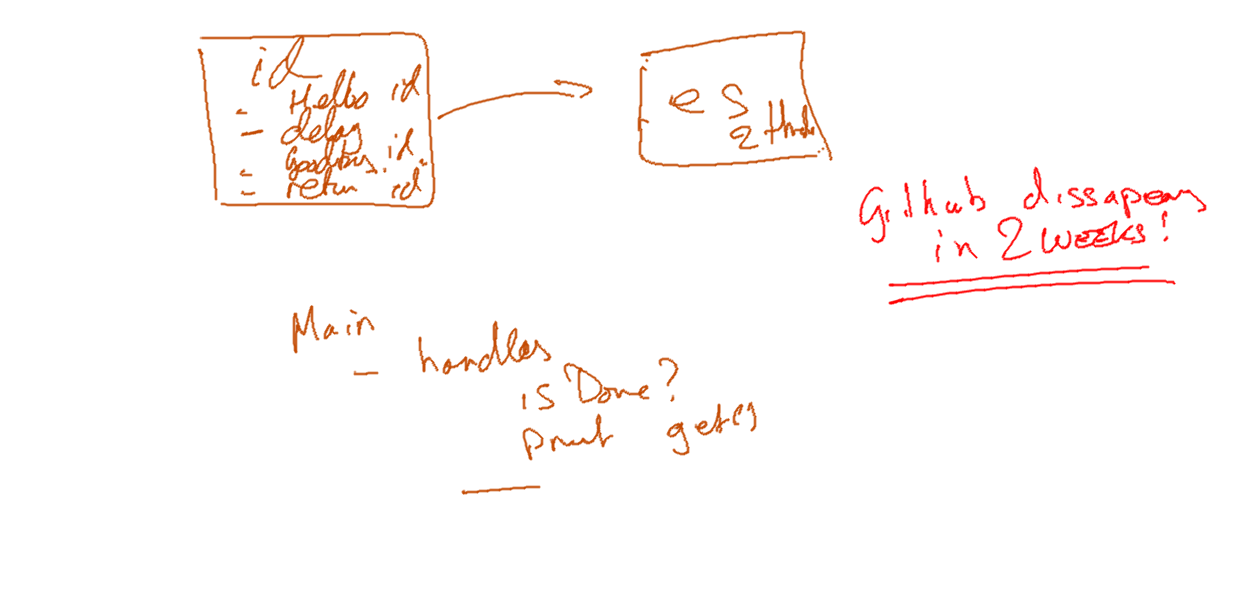 id
- Hello id
- delay
- Goodbye id
- return id
es
2 threads
Github dissapears
in 2 WEEKS!
Main
- handles
isDone?
print get()